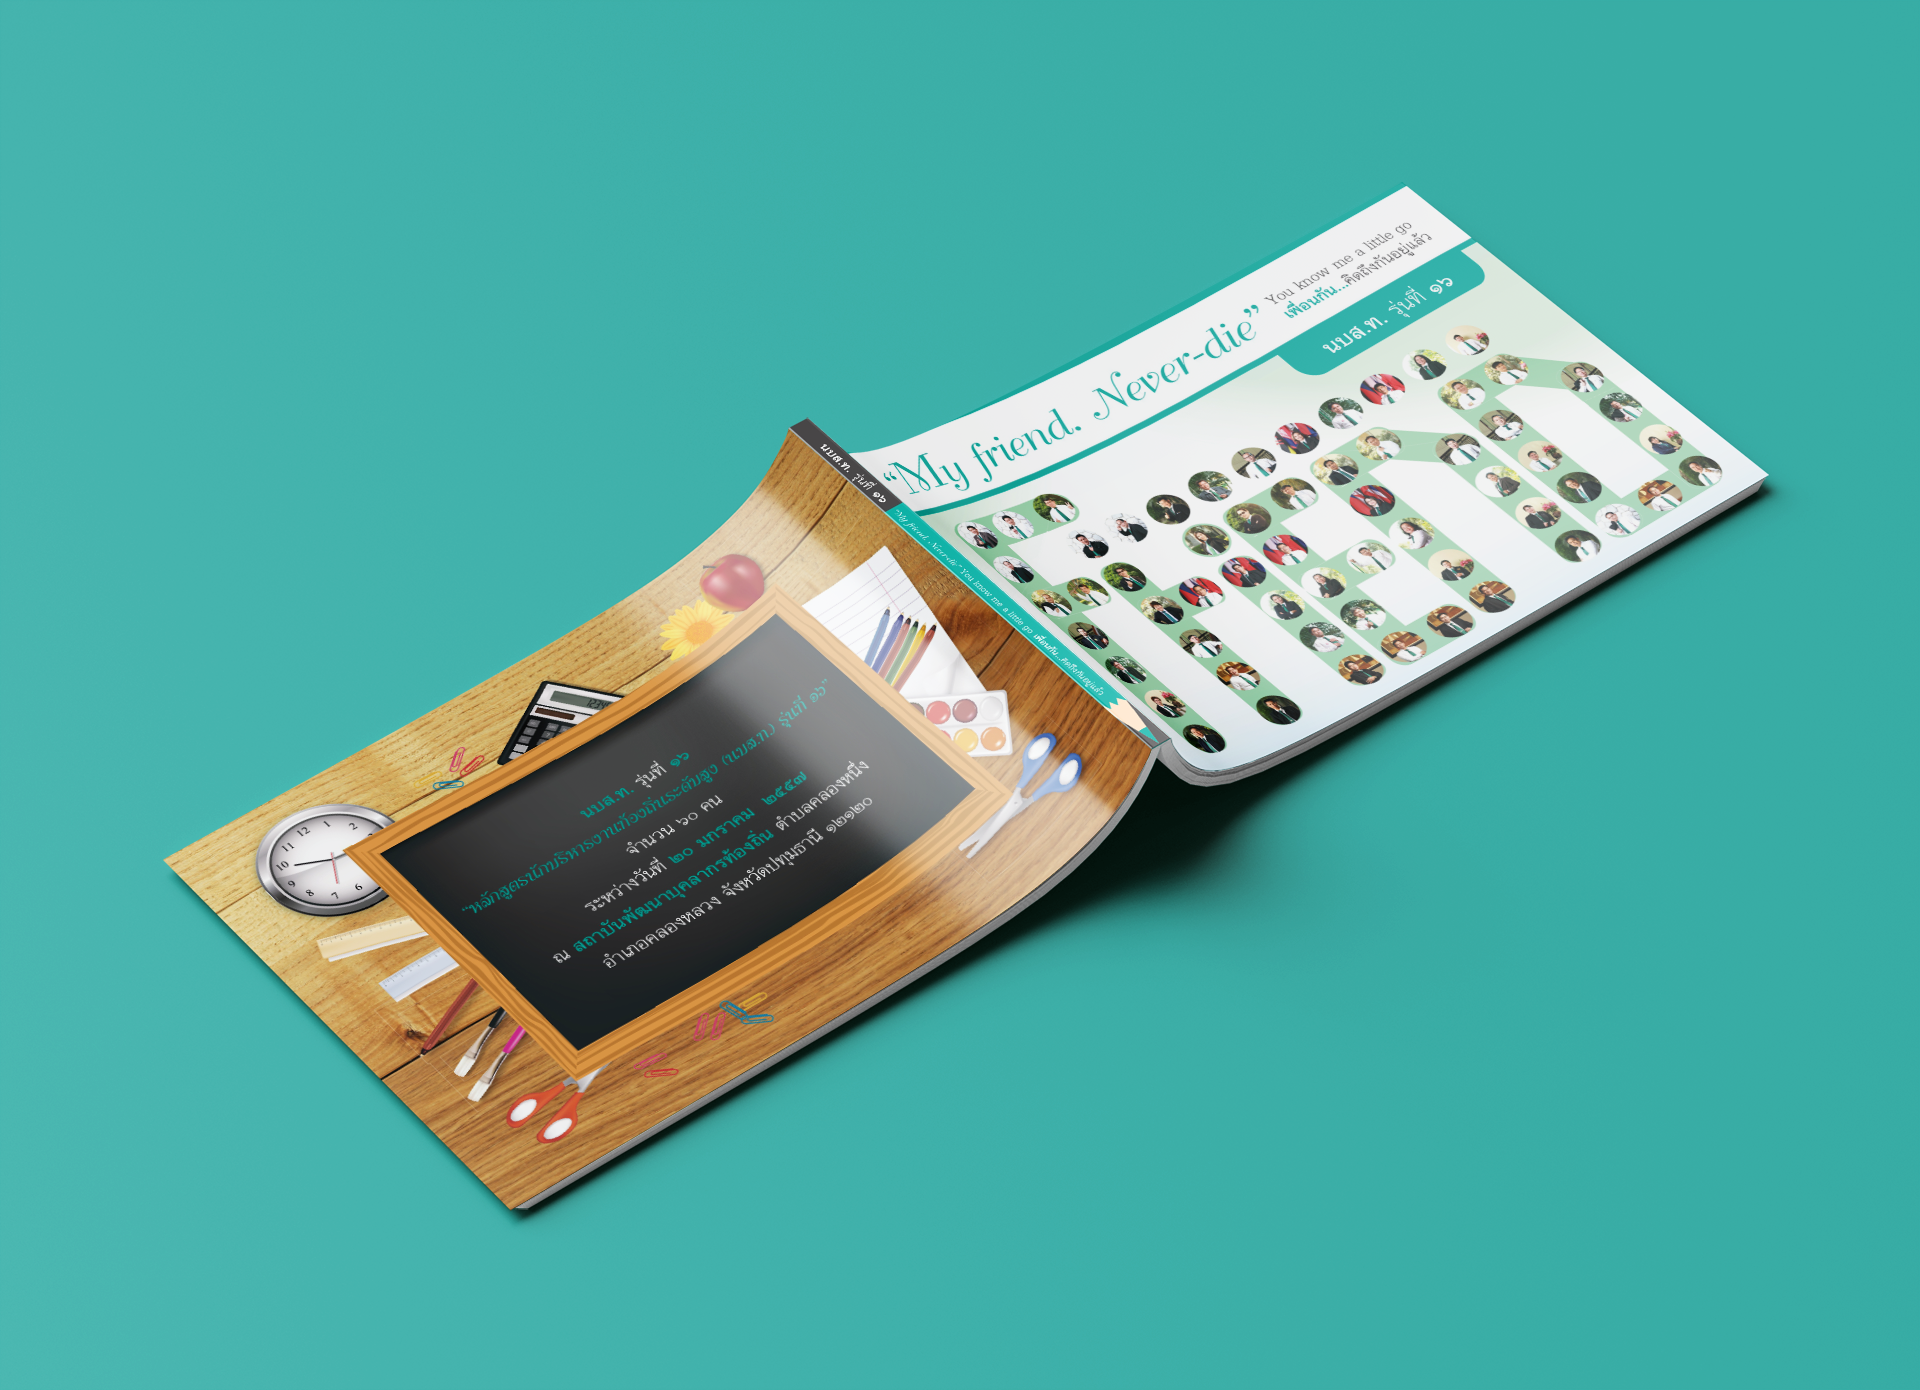 “My friend. Never-die”
You know me a little go
เพื่อนกัน...คิดถึงกันอยู่แล้ว
นบส.ท. รุ่นที่ ๑๖
นบส.ท. รุ่นที่ ๑๖
“My friend. Never-die” You know me a little go เพื่อนกัน...คิดถึงกันอยู่แล้ว
นบส.ท. รุ่นที่ ๑๖
“หลักสูตรนักบริหารงานท้องถิ่นระดับสูง (นบส.ท.) รุ่นที่ ๑๖”
จำนวน ๖๐ คน
ระหว่างวันที่ ๒๐ มกราคม ๒๕๕๗
ณ สถาบันพัฒนาบุคลากรท้องถิ่น ตำบลคลองหนึ่ง
อำเภอคลองหลวง จังหวัดปทุมธานี ๑๒๑๒๐
12 1 2
11
10
9
8 7 6